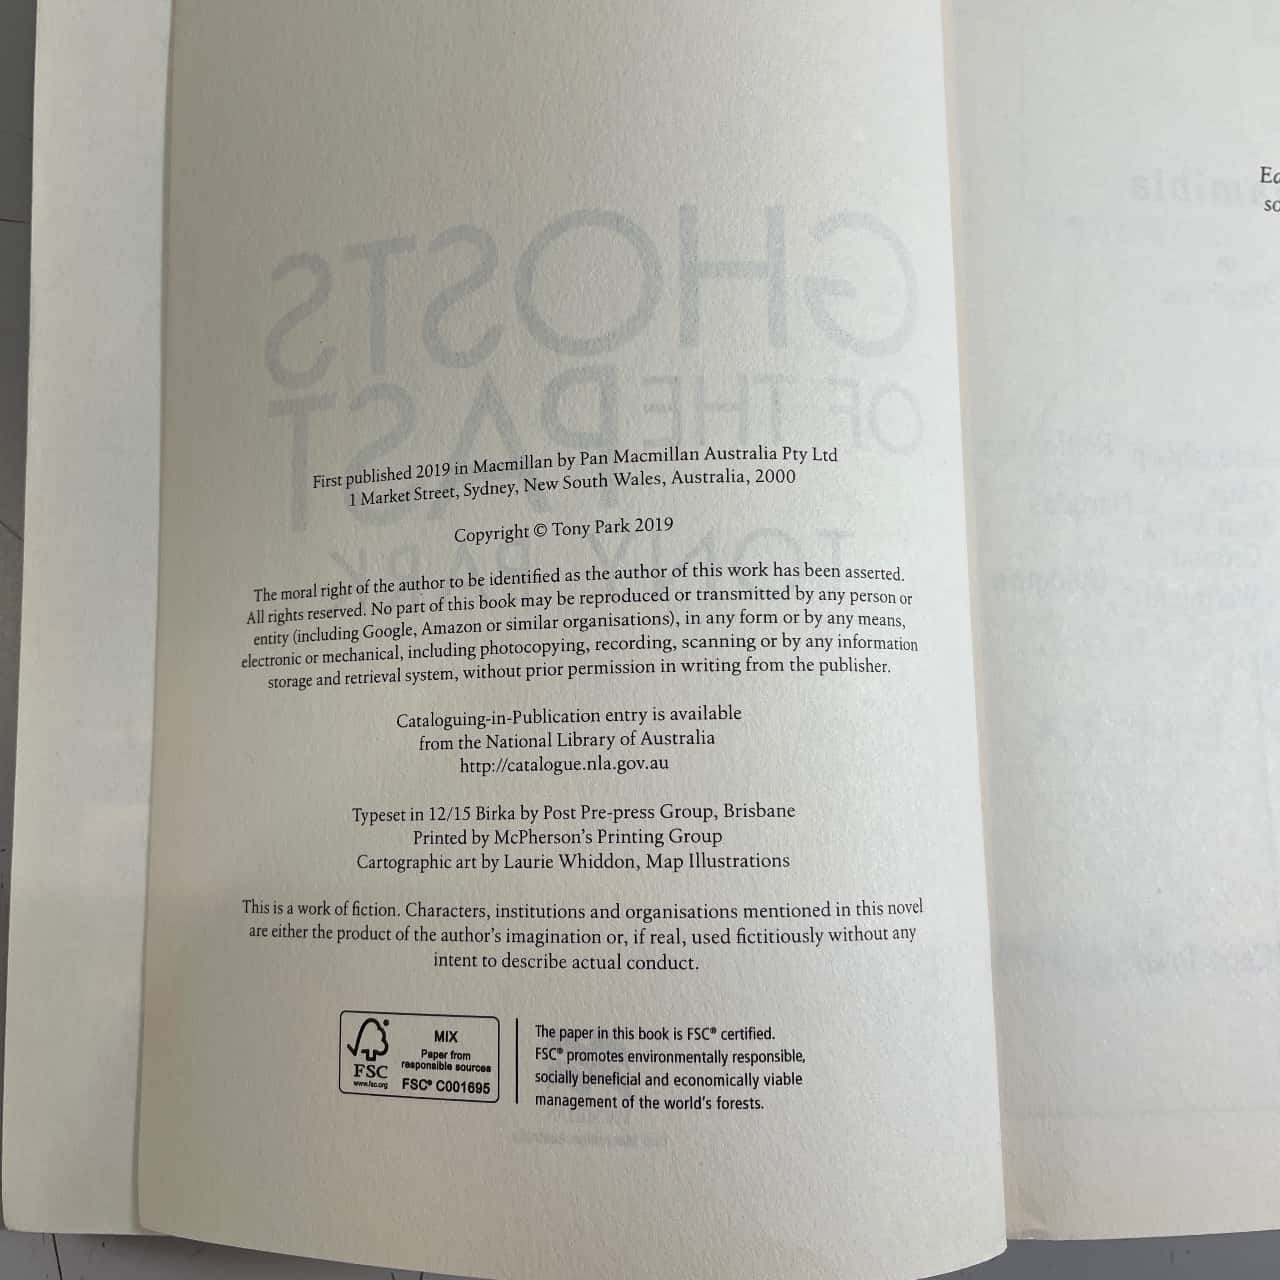 First published 2019 in Macmillan by Pan Macmillan Australia Pty Ltd
1 Market Street, Sydney, New South Wales, Australia, 2000
Copyright © Tony Park 2019
The moral right of the author to be identified as the author of this work has been asserted.
All rights reserved. No part of this book may be reproduced or transmitted by any person or
entity (including Google, Amazon or similar organisations), in any form or by any means,
electronic or mechanical, including photocopying, recording, scanning or by any information
storage and retrieval system, without prior permission in writing from the publisher.
Cataloguing-in-Publication entry is available
from the National Library of Australia
http://catalogue.nla.gov.au
Typeset in 12/15 Birka by Post Pre-press Group, Brisbane
Printed by McPherson's Printing Group
Cartographic art by Laurie Whiddon, Map Illustrations
This is a work of fiction. Characters, institutions and organisations mentioned in this novel
are either the product of the author's imagination or, if real, used fictitiously without any
intent to describe actual conduct.
FSC
www.fsc.org
MIX
Paper from
responsible sources
FSC® C001695
The paper in this book is FSC® certified.
FSC® promotes environmentally responsible,
socially beneficial and economically viable
management of the world's forests.
GHOSTS
OF THE PAST
TONY PARK